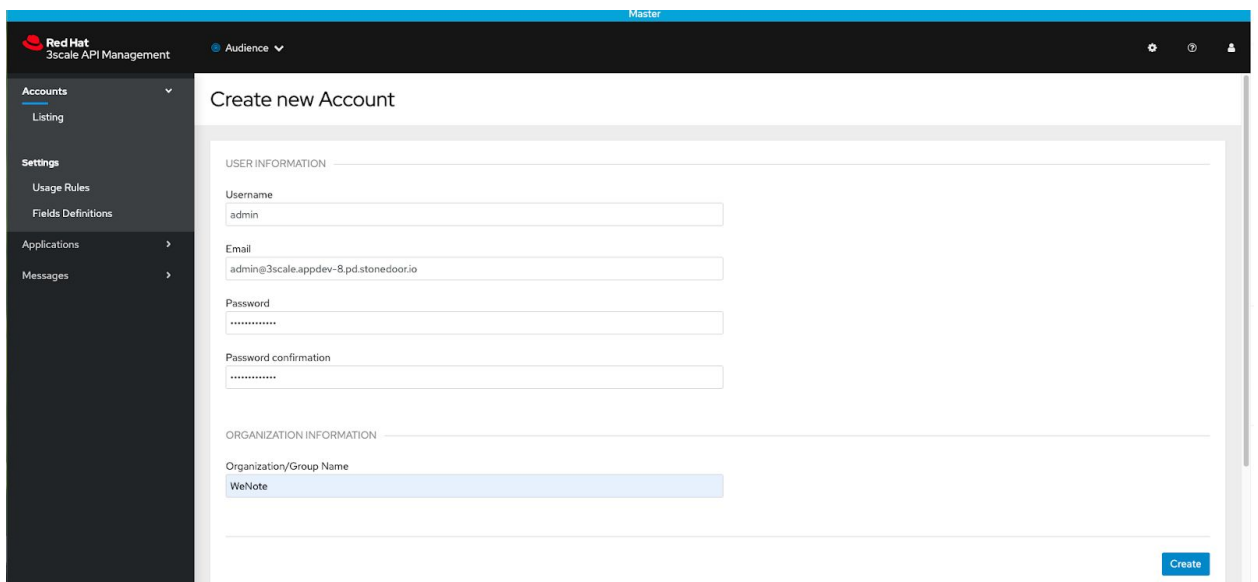 Master
Red Hat
3scale API Management
Audience
Accounts
Listing
Settings
Usage Rules
Fields Definitions
Applications
Messages
Create new Account
USER INFORMATION
Username
admin
Email
admin@3scale.appdev-8.pd.stonedoor.io
Password
•••••••••••••
Password confirmation
•••••••••••••
ORGANIZATION INFORMATION
Organization/Group Name
WeNote
Create